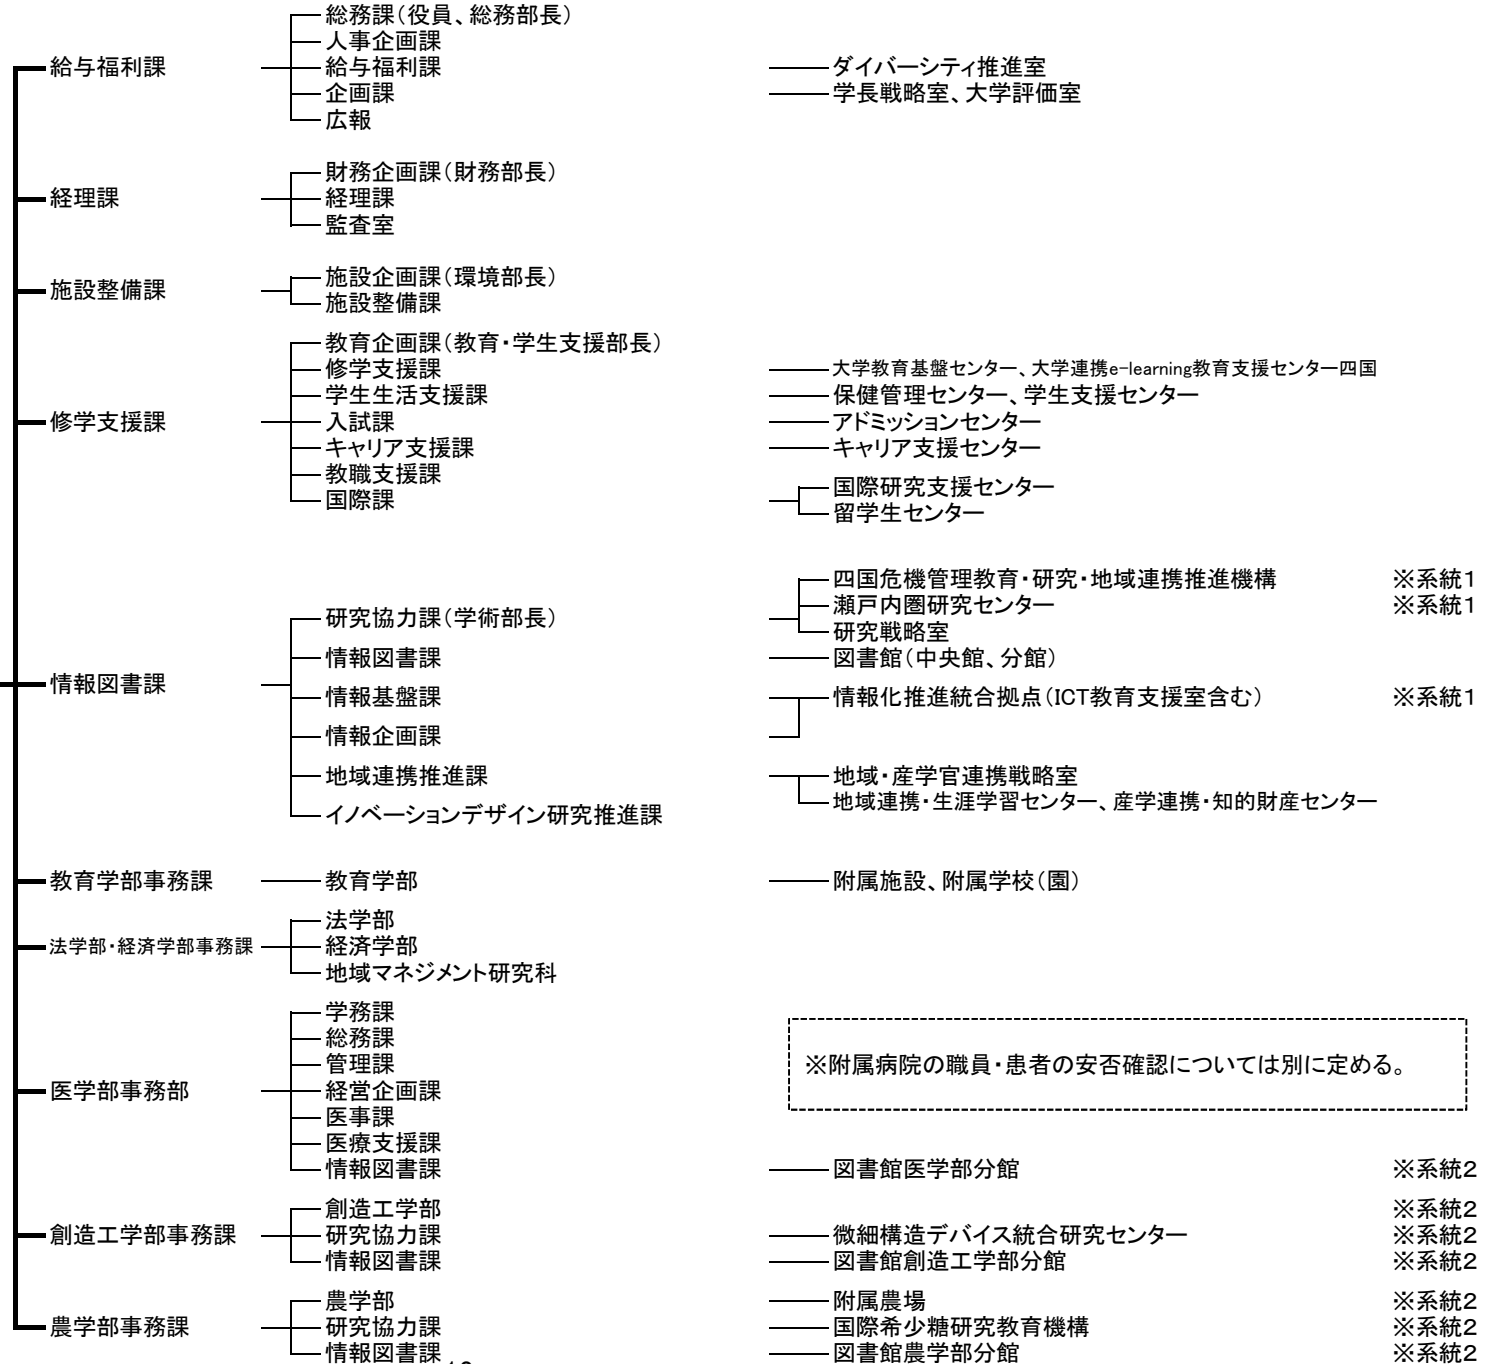 総務課（役員、総務部長）
人事企画課
給与福利課 給与福利課 ダイバーシティ推進室
企画課 学長戦略室、大学評価室
広報
財務企画課（財務部長）
経理課 経理課
監査室
施設企画課（環境部長）
施設整備課
施設整備課
教育企画課（教育・学生支援部長）
修学支援課 大学教育基盤センター、大学連携e-learning教育支援センター四国
学生生活支援課 保健管理センター、学生支援センター
修学支援課 入試課 アドミッションセンター
キャリア支援課 キャリア支援センター
教職支援課
国際研究支援センター
国際課
留学生センター
四国危機管理教育・研究・地域連携推進機構 ※系統１
瀬戸内圏研究センター ※系統１
研究協力課（学術部長）
研究戦略室
情報図書課 図書館（中央館、分館）
情報図書課
情報基盤課 情報化推進統合拠点（ICT教育支援室含む） ※系統１
情報企画課
地域連携推進課 地域・産学官連携戦略室
地域連携・生涯学習センター、産学連携・知的財産センター
イノベーションデザイン研究推進課
教育学部事務課 教育学部 附属施設、附属学校（園）
法学部
法学部・経済学部事務課 経済学部
地域マネジメント研究科
学務課
総務課
管理課
※附属病院の職員・患者の安否確認については別に定める。
医学部事務部 経営企画課
医事課
医療支援課
情報図書課 図書館医学部分館 ※系統２
創造工学部 ※系統２
創造工学部事務課 研究協力課 微細構造デバイス統合研究センター ※系統２
情報図書課 図書館創造工学部分館 ※系統２
農学部 附属農場 ※系統２
農学部事務課 研究協力課 国際希少糖研究教育機構 ※系統２
情報図書課 図書館農学部分館 ※系統２